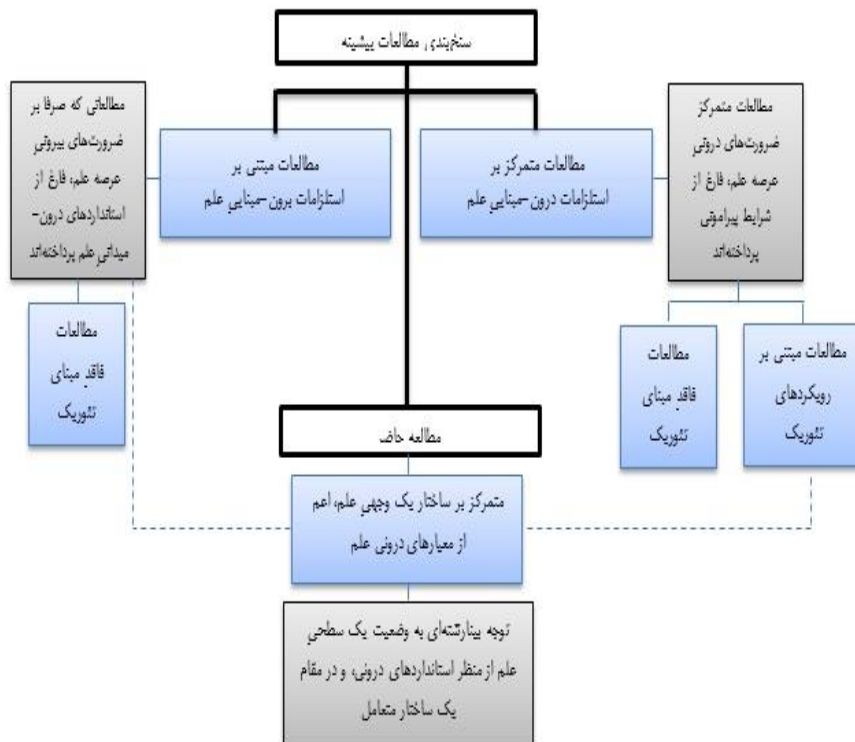 سنخ‌بندی مطالعات پیشینه
مطالعات متمرکز
ضرورت‌های درونی
عرصه علم، فارغ از
شرایط پیرامونی
پرداخته‌اند
مطالعات متمرکز بر
استلزامات درون-مبنایی علم
مطالعات مبتنی بر
استلزامات برون-مبنایی علم
مطالعاتی که صرفا بر
ضرورت‌های بیرونی
عرصه علم، فارغ از
استانداردهای درون-
میدانی علم پرداخته‌اند
مطالعات مبتنی بر
رویکردهای
تئوریک
مطالعات
فاقد مبنای
تئوریک
مطالعات
فاقد مبنای
تئوریک
مطالعه حاضر
متمرکز بر ساختار یک وجهی علم، اعم
از معیارهای درونی علم
توجه بینارشته‌ای به وضعیت یک سطحی
علم از منظر استانداردهای درونی، و در مقام
یک ساختار متعامل